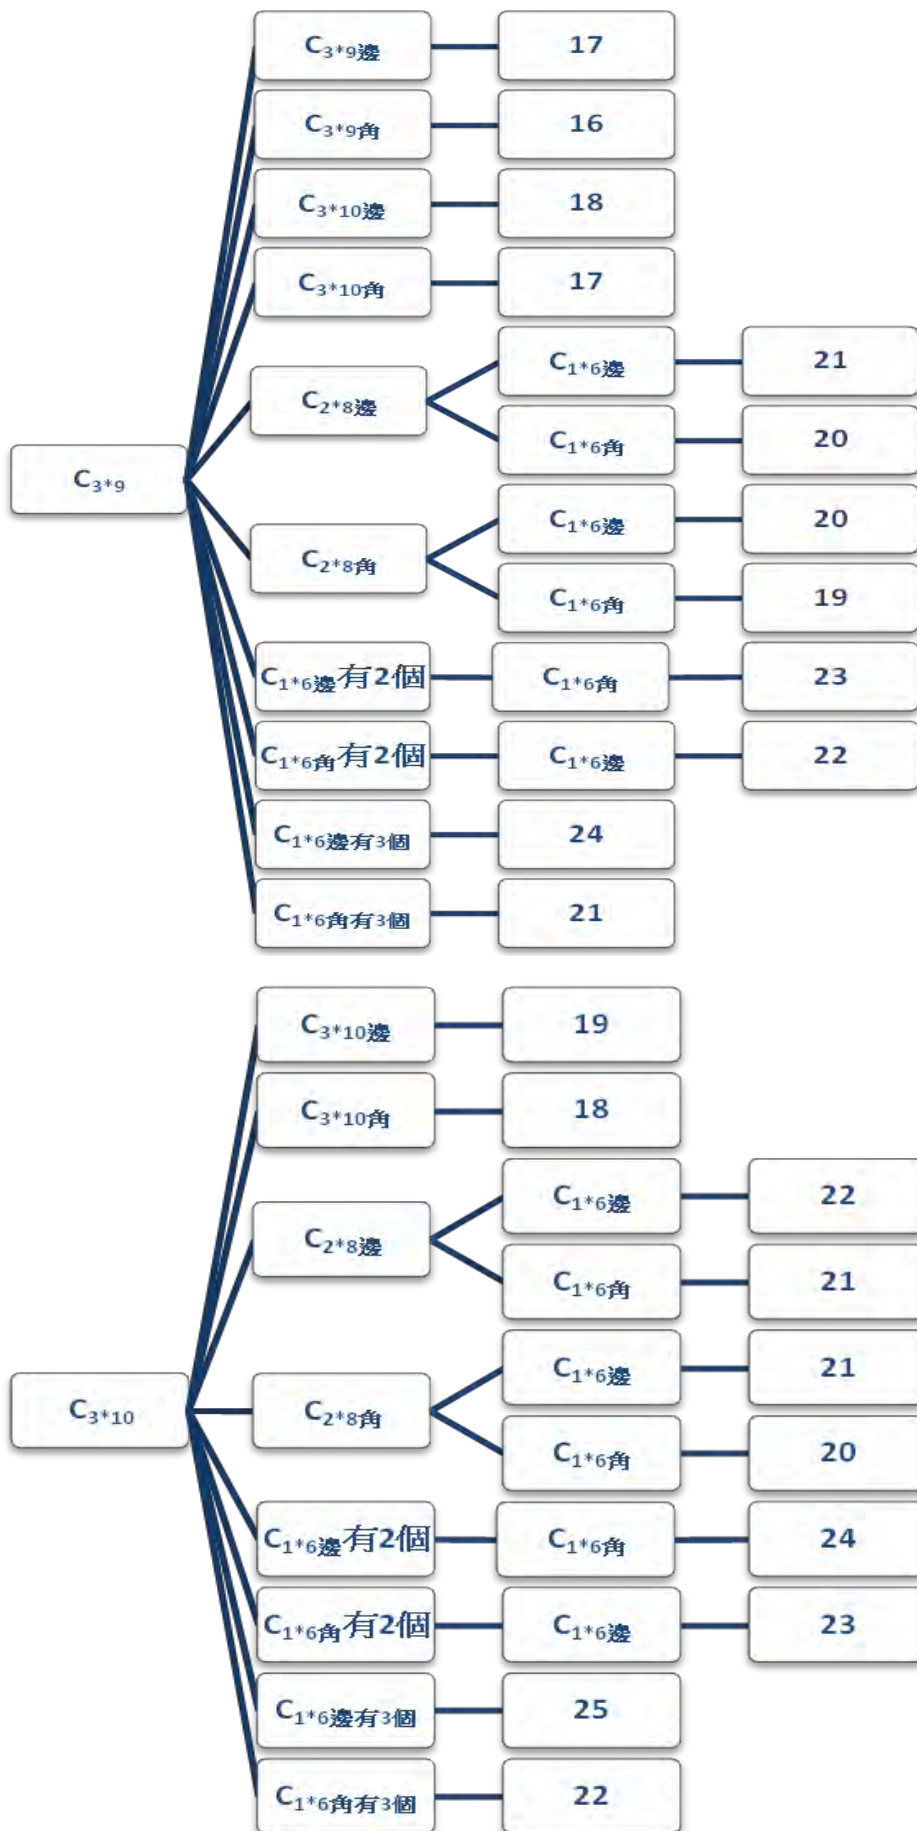 C3*9邊 17
C3*9角 16
C3*10邊 18
C3*10角 17
C1*6邊 21
C2*8邊
C1*6角 20
C3*9
C1*6邊 20
C2*8角
C1*6角 19
C1*6邊有2個 C1*6角 23
C1*6角有2個 C1*6邊 22
C1*6邊有3個 24
C1*6角有3個 21
C3*10邊 19
C3*10角 18
C1*6邊 22
C2*8邊
C1*6角 21
C1*6邊 21
C3*10 C2*8角
C1*6角 20
C1*6邊有2個 C1*6角 24
C1*6角有2個 C1*6邊 23
C1*6邊有3個 25
C1*6角有3個 22